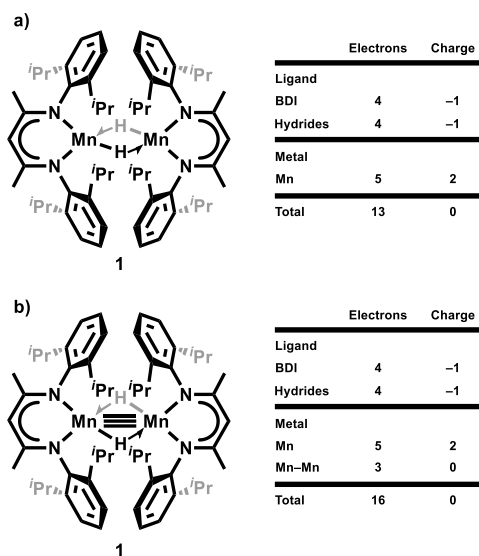 a)
iPr iPr
iPr iPr
N N
Mn H Mn
H
N N
iPr iPr
iPr iPr
1
Electrons Charge
Ligand
BDI 4 –1
Hydrides 4 –1
Metal
Mn 5 2
Total 13 0
b)
iPr iPr
iPr iPr
N N
Mn H Mn
H
N N
iPr iPr
iPr iPr
1
Electrons Charge
Ligand
BDI 4 –1
Hydrides 4 –1
Metal
Mn 5 2
Mn–Mn 3 0
Total 16 0